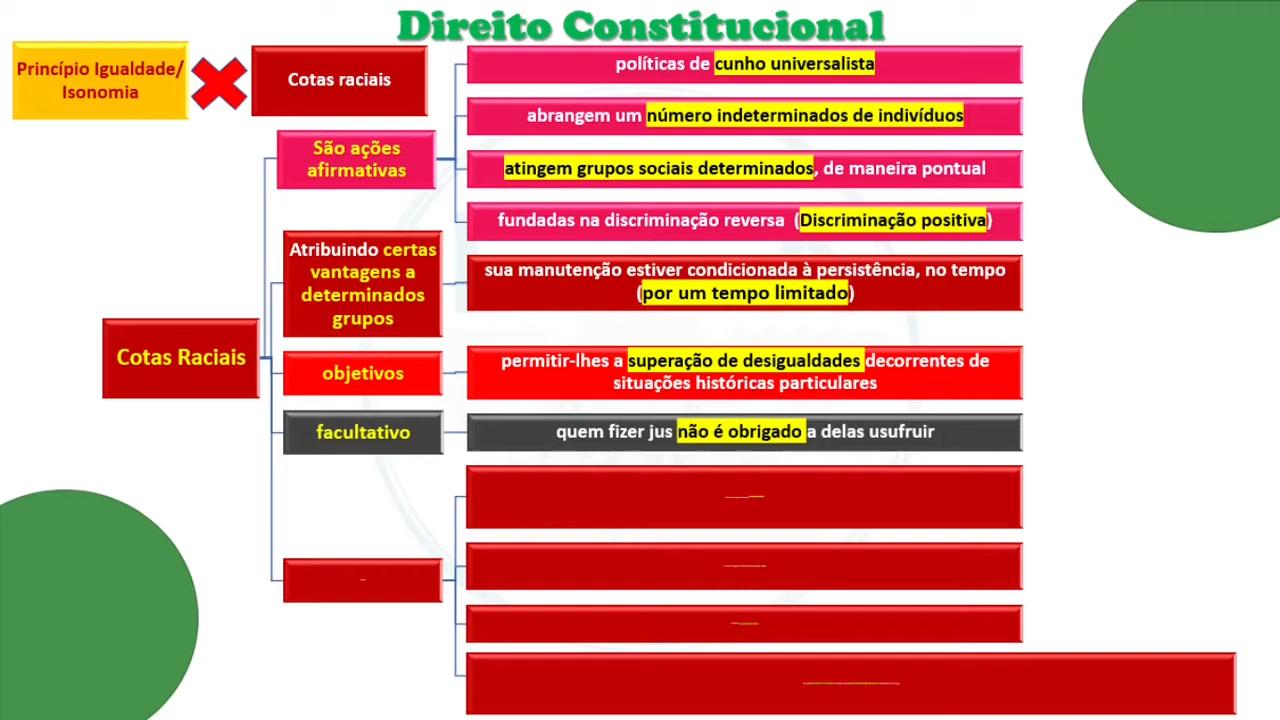 Direito Constitucional
Princípio Igualdade/
Isonomia
Cotas raciais
Cotas Raciais
São ações
afirmativas
políticas de cunho universalista
abrangem um número indeterminados de indivíduos
atingem grupos sociais determinados, de maneira pontual
fundadas na discriminação reversa (Discriminação positiva)
Atribuindo certas
vantagens a
determinados
grupos
sua manutenção estiver condicionada à persistência, no tempo
(por um tempo limitado)
objetivos
permitir-lhes a superação de desigualdades decorrentes de
situações históricas particulares
facultativo
quem fizer jus não é obrigado a delas usufruir